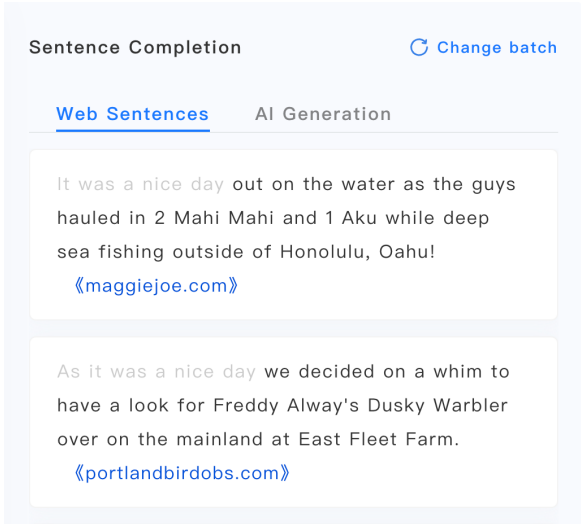 Sentence Completion
Change batch
Web Sentences
AI Generation
It was a nice day out on the water as the guys
hauled in 2 Mahi Mahi and 1 Aku while deep
sea fishing outside of Honolulu, Oahu!
《maggiejoe.com》
As it was a nice day we decided on a whim to
have a look for Freddy Alway's Dusky Warbler
over on the mainland at East Fleet Farm.
《portlandbirdobs.com》